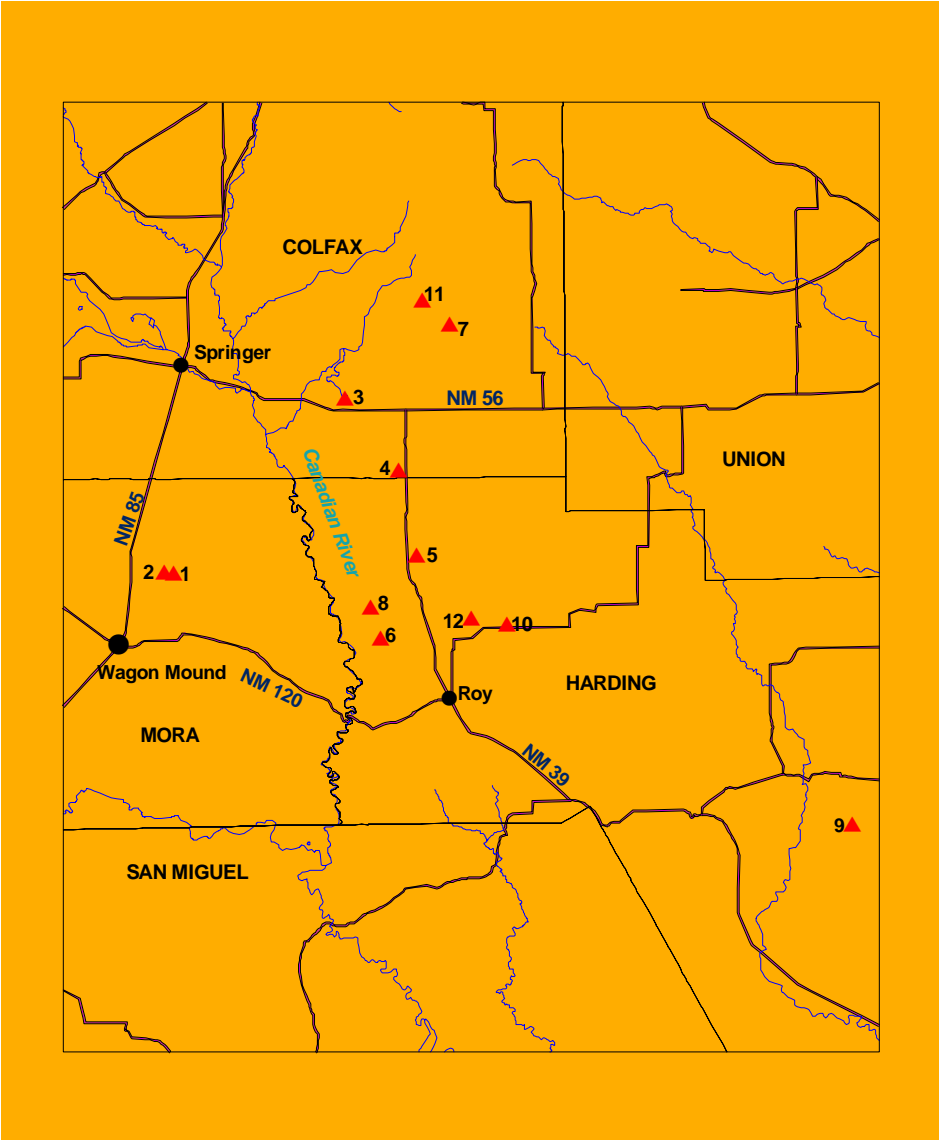 COLFAX
11
7
Springer
3
NM 56
4
UNION
Canadian River
NM 85
5
2
1
8
12
10
6
Wagon Mound
NM 120
HARDING
Roy
MORA
NM 39
9
SAN MIGUEL